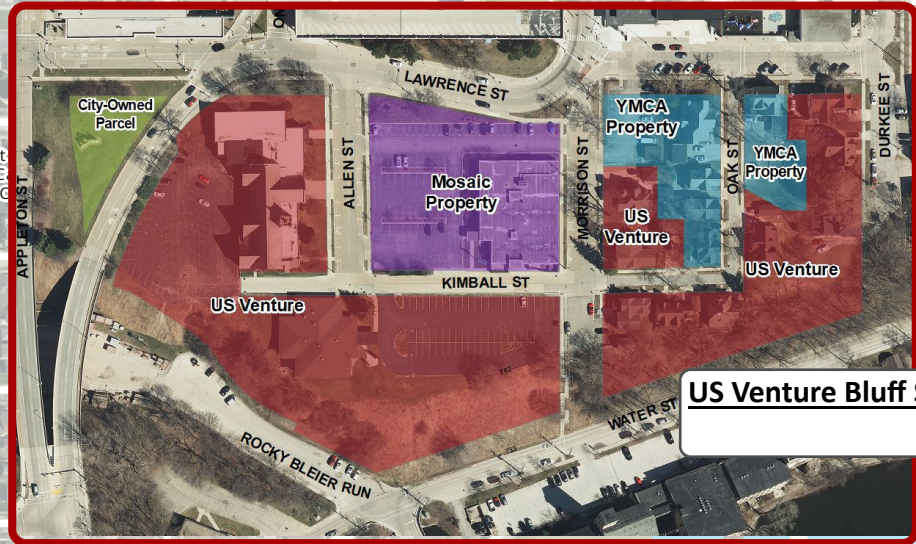 LAWRENCE ST
City-Owned
Parcel
YMCA
Property
DURKEE ST
ALLEN ST
MORRISON ST
OAK ST
YMCA
Property
Mosaic
Property
APPLETON ST
US
Venture
KIMBALL ST
US Venture
US Venture
US Venture Bluff
WATER ST
ROCKY BLEIER RUN